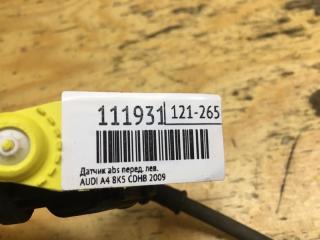 111931 121-265
Датчик abs перед. лев.
AUDI A4 8K5 CDHB 2009